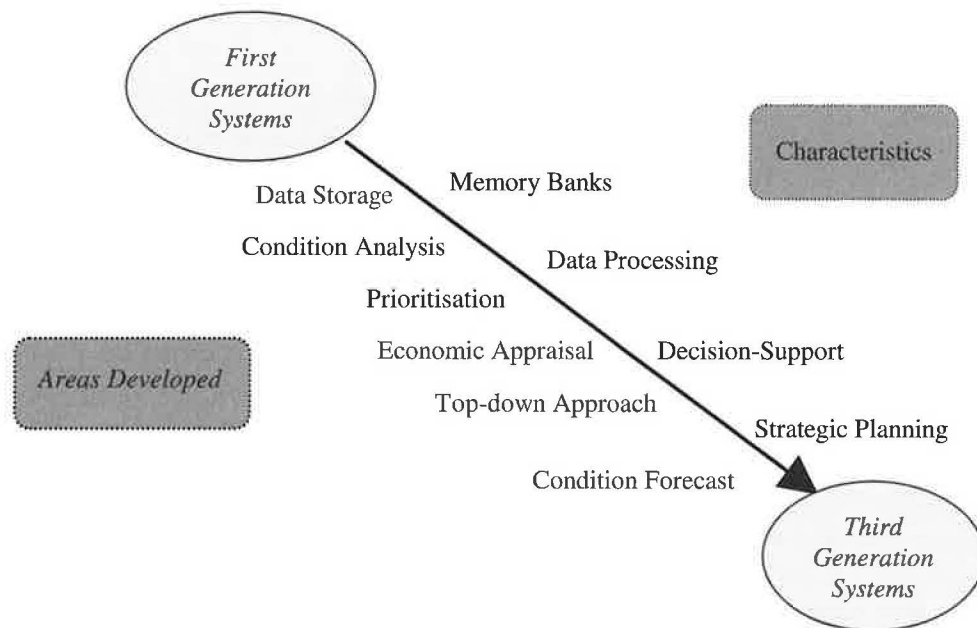 First
Generation
Systems
Characteristics
Memory Banks
Data Storage
Condition Analysis
Data Processing
Prioritisation
Economic Appraisal
Decision-Support
Areas Developed
Top-down Approach
Strategic Planning
Condition Forecast
Third
Generation
Systems